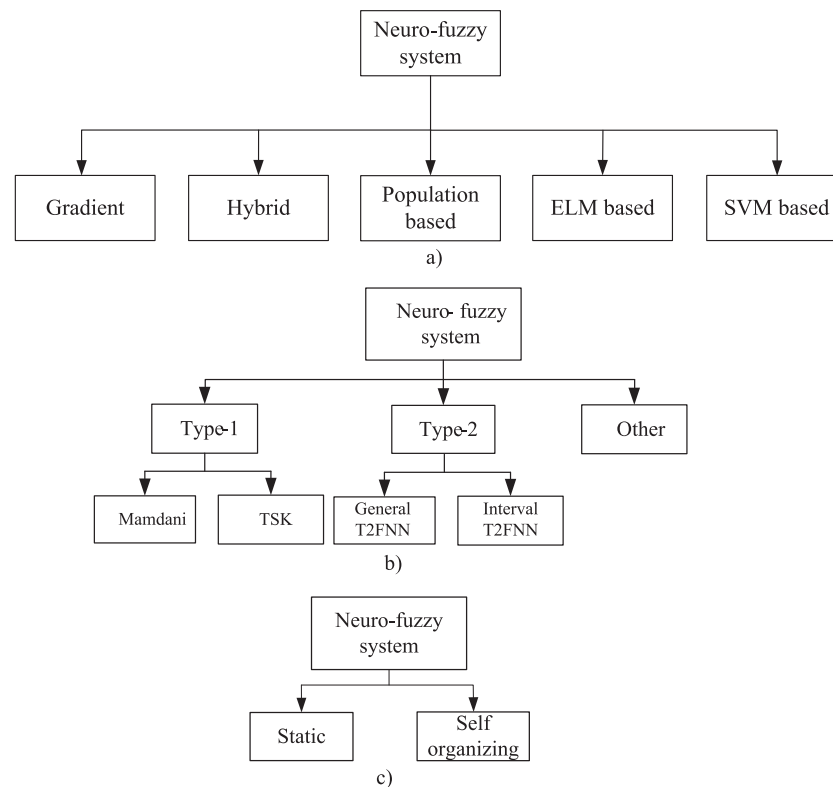 Neuro-fuzzy
system
Gradient
Hybrid
Population
based
ELM based
SVM based
a)
Neuro- fuzzy
system
Type-1
Type-2
Other
Mamdani
TSK
General
T2FNN
Interval
T2FNN
b)
Neuro-fuzzy
system
Static
Self
organizing
c)